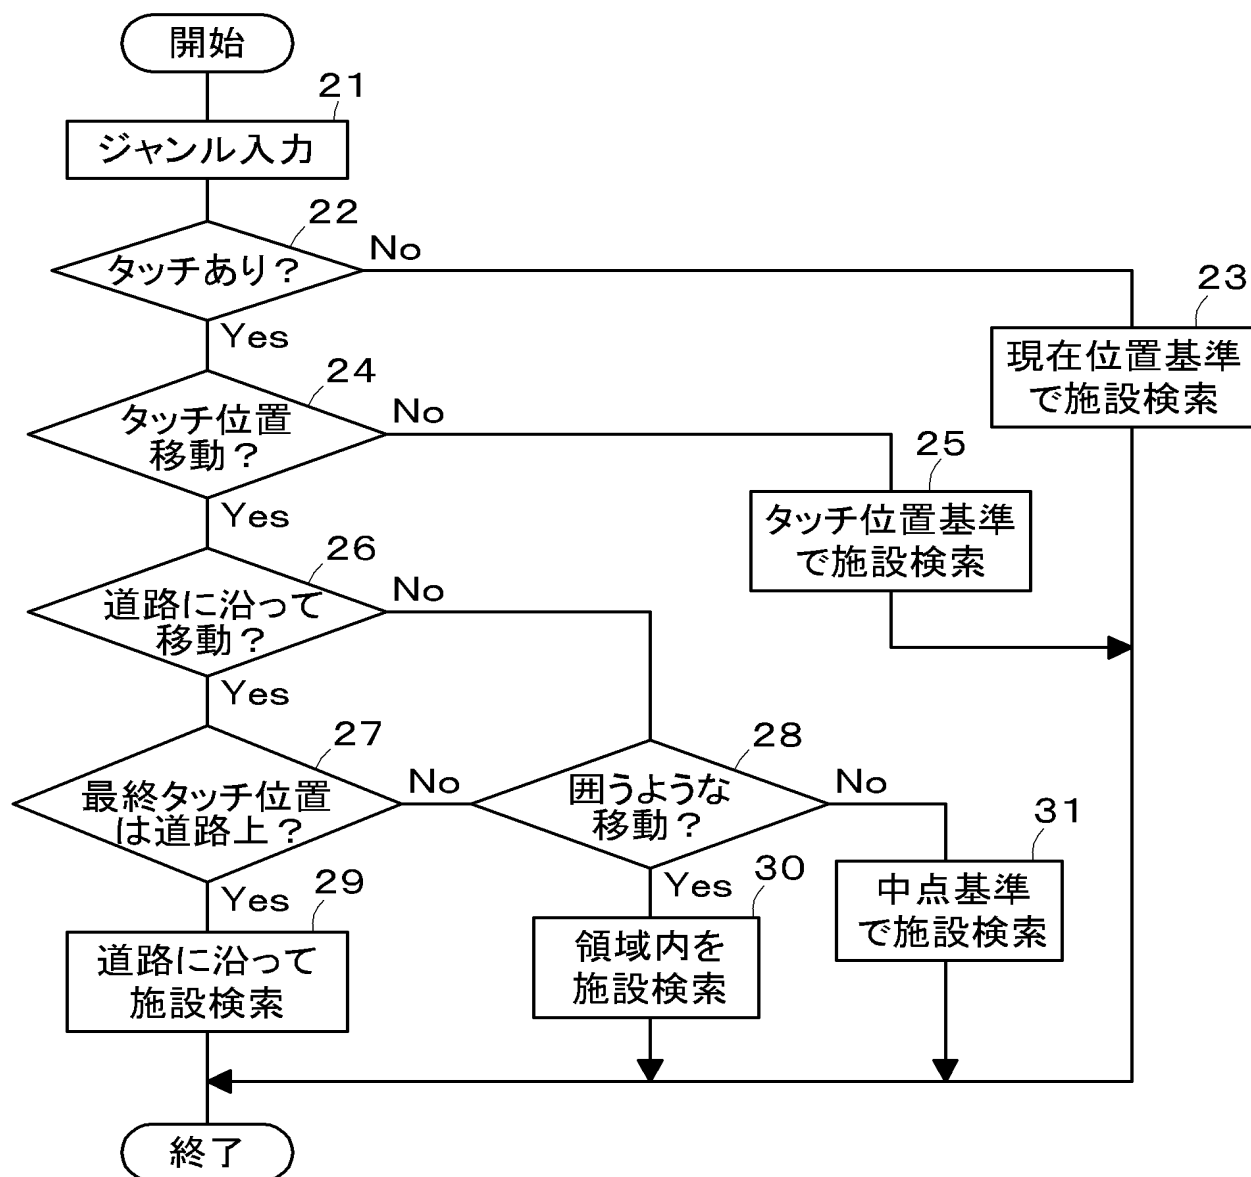 開始
21
ジャンル入力
22
タッチあり？
No
Yes
23
現在位置基準
で施設検索
24
タッチ位置
移動？
No
Yes
25
タッチ位置基準
で施設検索
26
道路に沿って
移動？
No
Yes
27
最終タッチ位置
は道路上？
No
Yes
28
囲うような
移動？
No
Yes
29
道路に沿って
施設検索
30
領域内を
施設検索
31
中点基準
で施設検索
終了